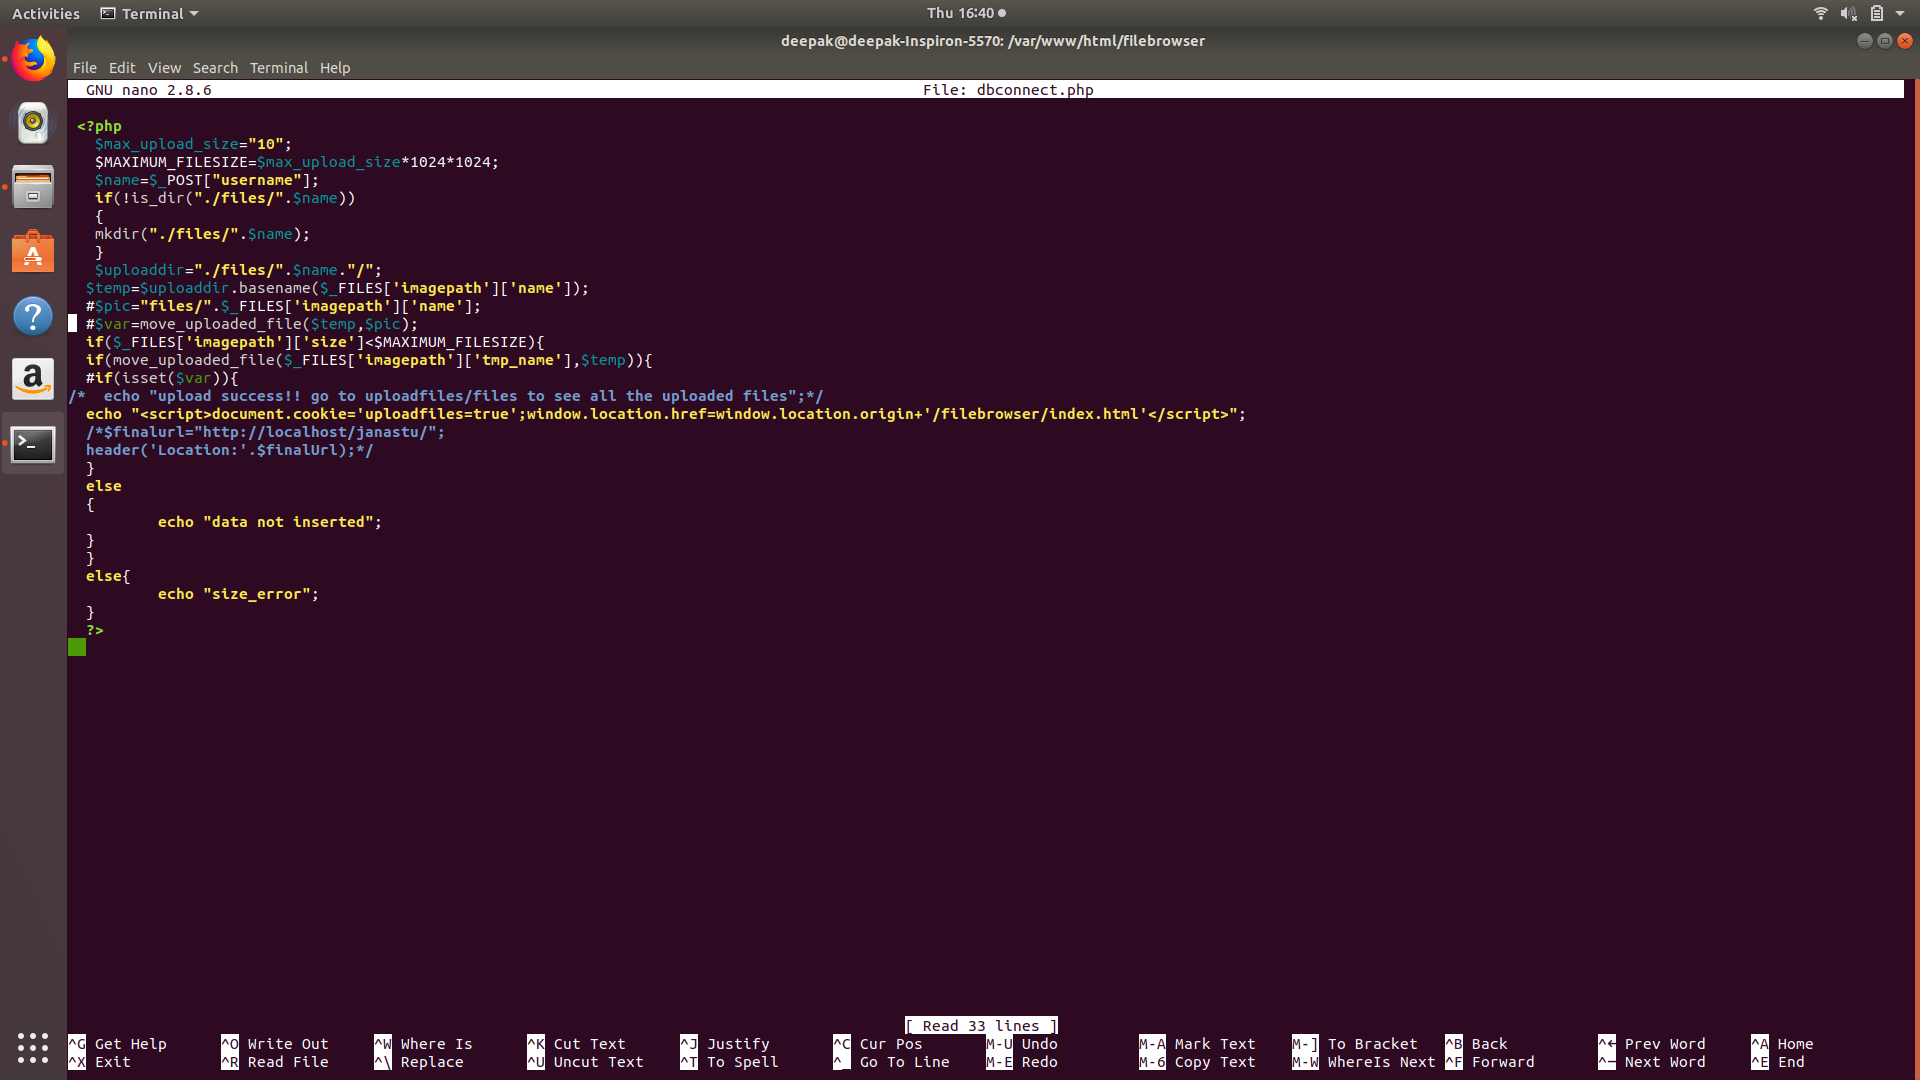 Activities Terminal Thu 16:40
deepak@deepak-Inspiron-5570: /var/www/html/filebrowser
File Edit View Search Terminal Help
GNU nano 2.8.6 File: dbconnect.php
<?php
$max_upload_size="10";
$MAXIMUM_FILESIZE=$max_upload_size*1024*1024;
$name=$_POST["username"];
if(!is_dir("./files/".$name))
{
mkdir("./files/".$name);
}
$uploaddir="./files/".$name."/";
$temp=$uploaddir.basename($_FILES['imagepath']['name']);
#$pic="files/".$_FILES['imagepath']['name'];
#$var=move_uploaded_file($temp,$pic);
if($_FILES['imagepath']['size']<$MAXIMUM_FILESIZE){
if(move_uploaded_file($_FILES['imagepath']['tmp_name'],$temp)){
#if(isset($var)){
/*  echo "upload success!! go to uploadfiles/files to see all the uploaded files";*/
echo "<script>document.cookie='uploadfiles=true';window.location.href=window.location.origin+'/filebrowser/index.html'</script>";
/*$finalurl="http://localhost/janastu/";
header('Location:'.$finalUrl);*/
}
else
{
echo "data not inserted";
}
}
else{
echo "size_error";
}
?>
[ Read 33 lines ]
^G Get Help ^O Write Out ^W Where Is ^K Cut Text ^J Justify ^C Cur Pos M-U Undo M-A Mark Text M-] To Bracket ^B Back ^← Prev Word ^A Home
^X Exit ^R Read File ^\ Replace ^U Uncut Text ^T To Spell ^_ Go To Line M-E Redo M-6 Copy Text M-W WhereIs Next ^F Forward ^→ Next Word ^E End